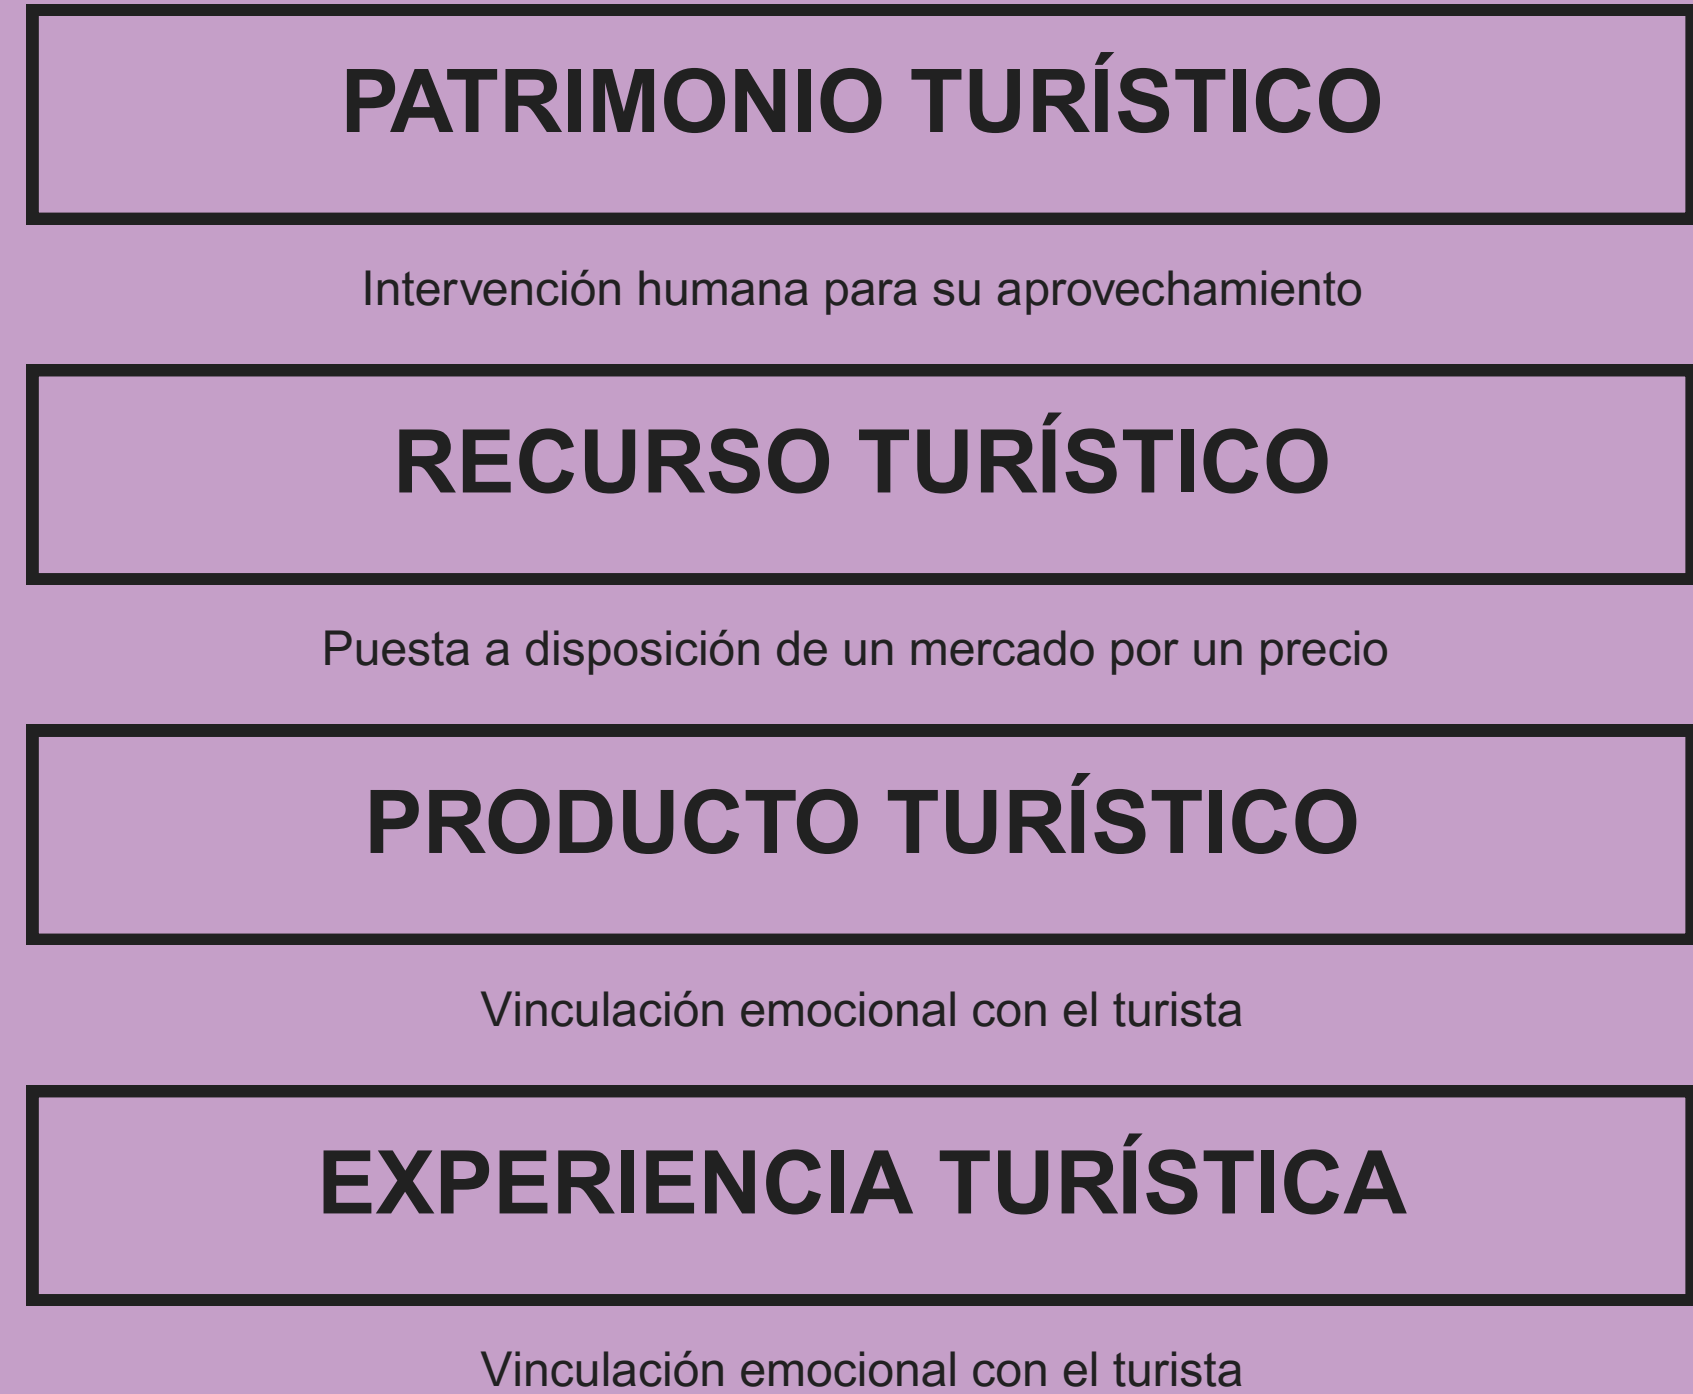 PATRIMONIO TURÍSTICO
Intervención humana para su aprovechamiento
RECURSO TURÍSTICO
Puesta a disposición de un mercado por un precio
PRODUCTO TURÍSTICO
Vinculación emocional con el turista
EXPERIENCIA TURÍSTICA
Vinculación emocional con el turista